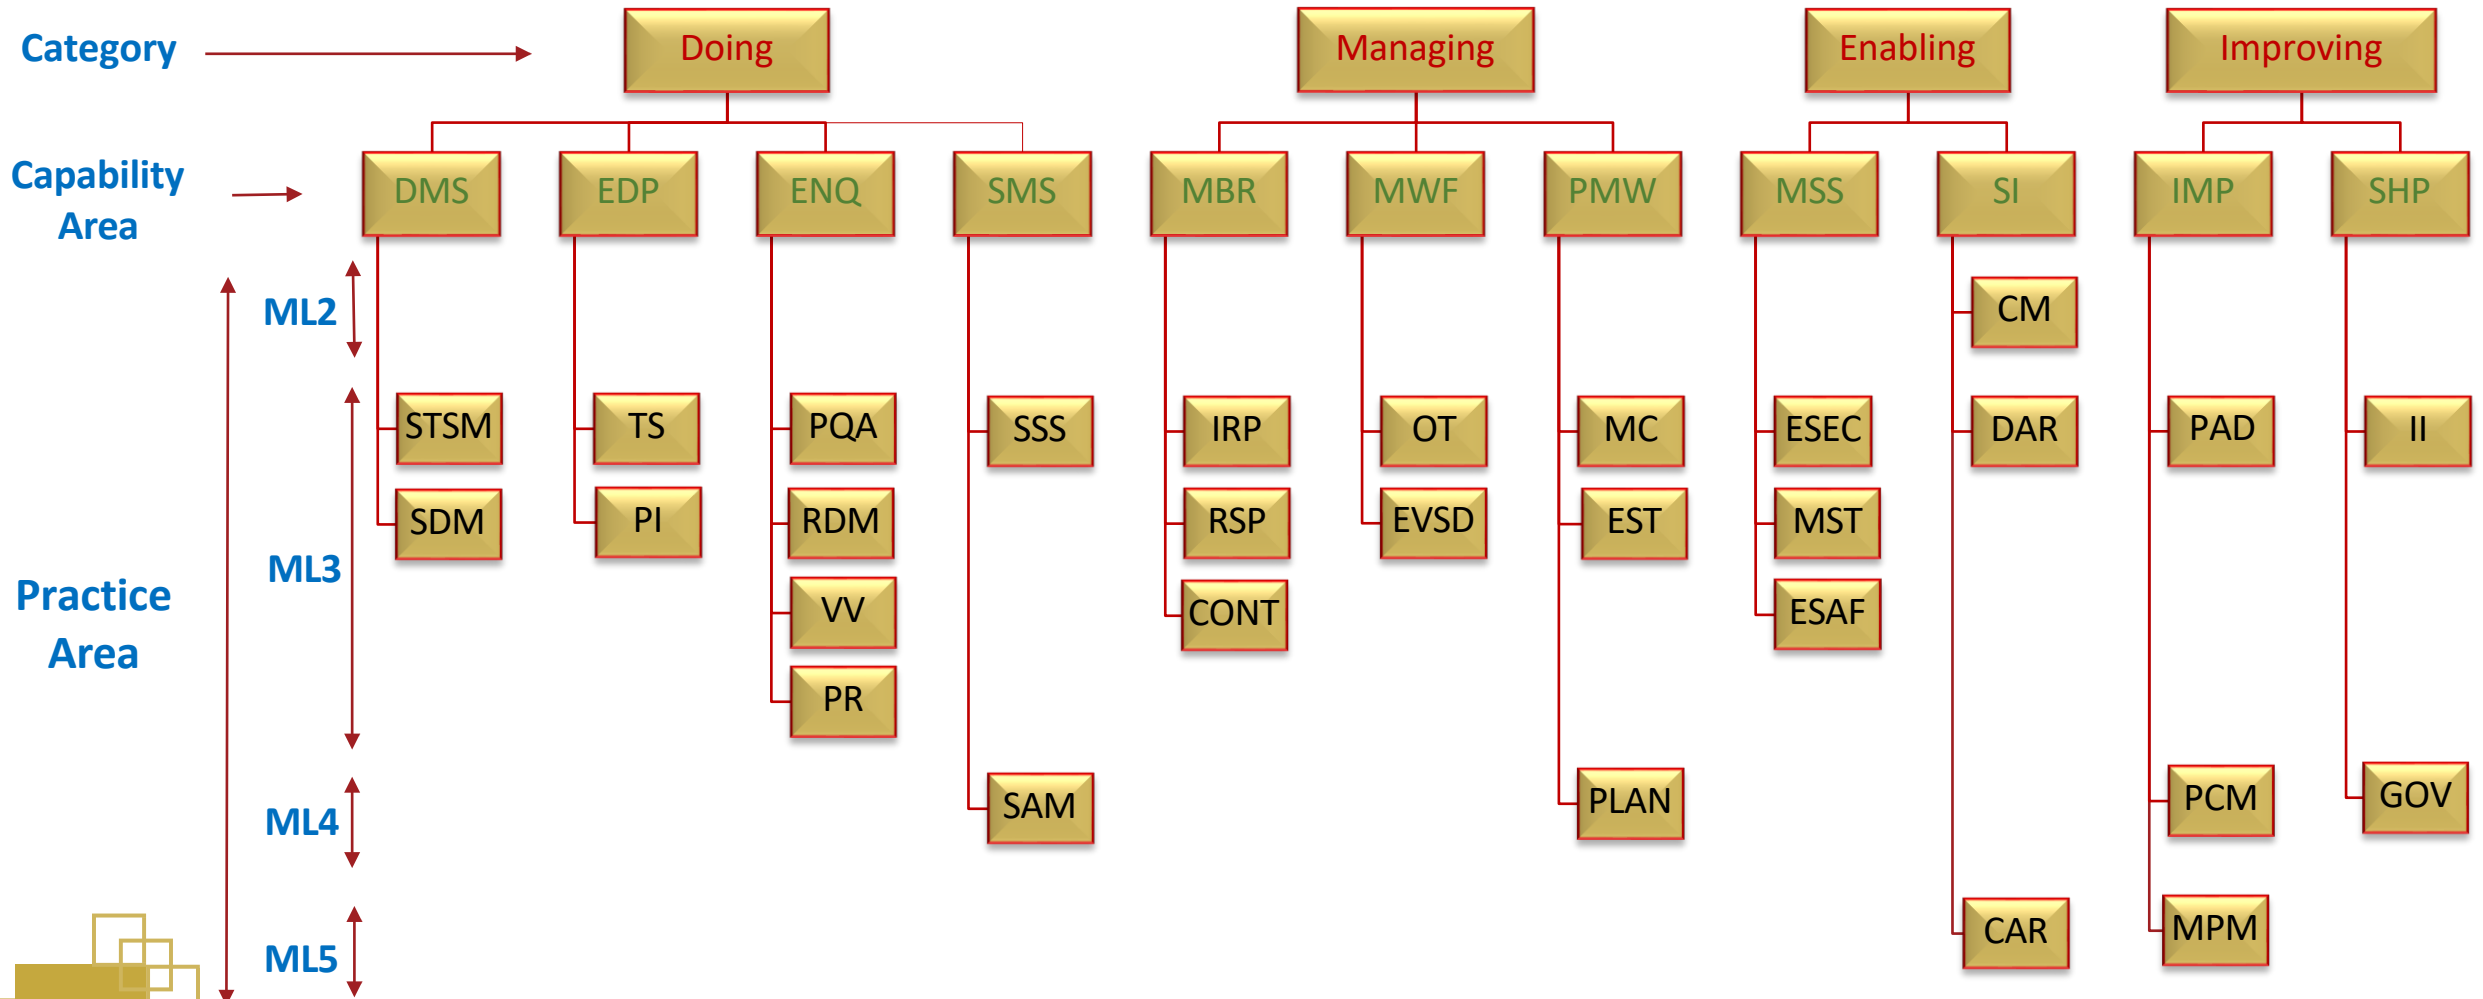 Category
Doing
Managing
Enabling
Improving
Capability
Area
DMS
EDP
ENQ
SMS
MBR
MWF
PMW
MSS
SI
IMP
SHP
ML2
CM
STSM
TS
PQA
SSS
IRP
OT
MC
ESEC
DAR
PAD
II
SDM
PI
RDM
RSP
EVSD
EST
MST
ML3
Practice
Area
VV
CONT
ESAF
PR
ML4
SAM
PLAN
PCM
GOV
ML5
CAR
MPM